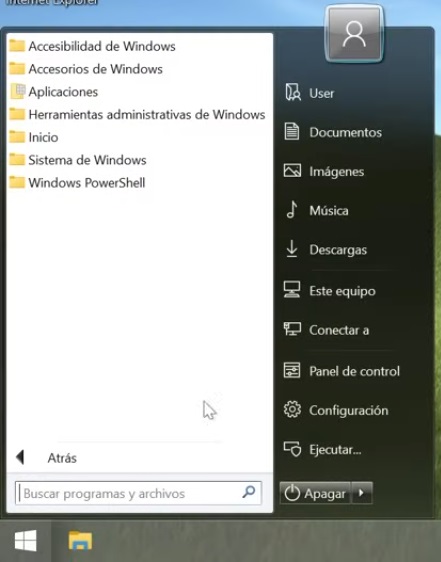 Internet Explorer
Accesibilidad de Windows
Accesorios de Windows
Aplicaciones
Herramientas administrativas de Windows
Inicio
Sistema de Windows
Windows PowerShell
Atrás
Buscar programas y archivos
User
Documentos
Imágenes
Música
Descargas
Este equipo
Conectar a
Panel de control
Configuración
Ejecutar...
Apagar